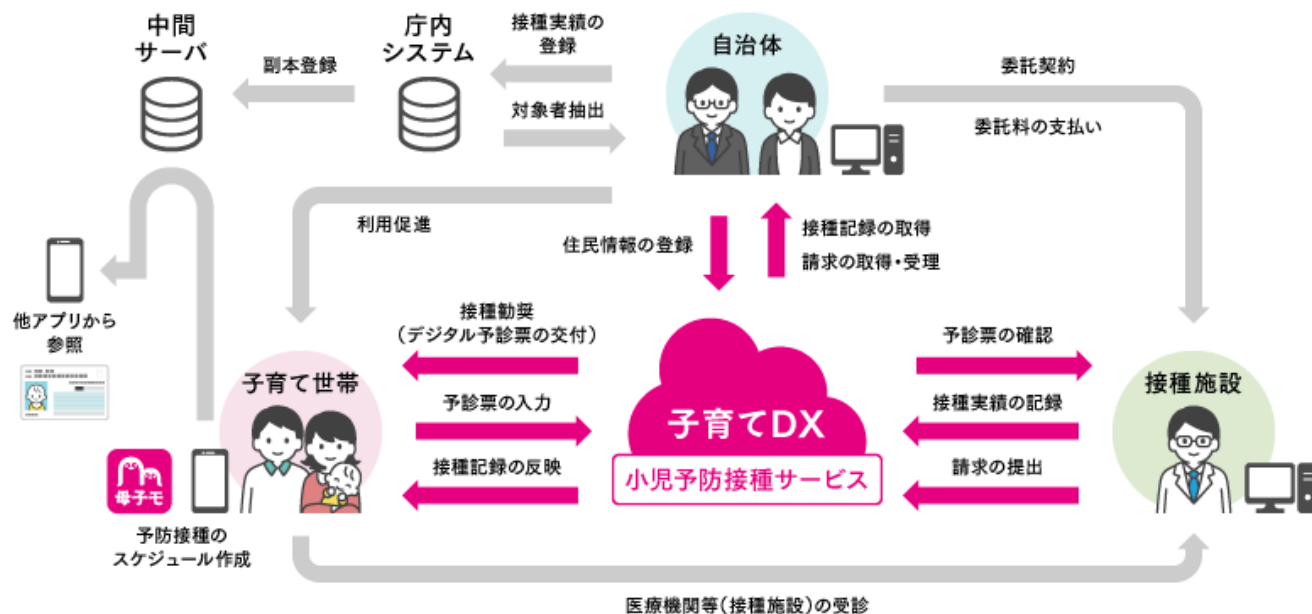 中間
サーバ
副本登録
庁内
システム
接種実績の
登録
対象者抽出
自治体
委託契約
委託料の支払い
利用促進
住民情報の登録
接種記録の取得
請求の取得・受理
他アプリから
参照
接種勧奨
（デジタル予診票の交付）
予診票の入力
接種記録の反映
子育て世帯
母子モ
予防接種の
スケジュール作成
子育てDX
小児予防接種サービス
予診票の確認
接種実績の記録
請求の提出
接種施設
医療機関等(接種施設)の受診